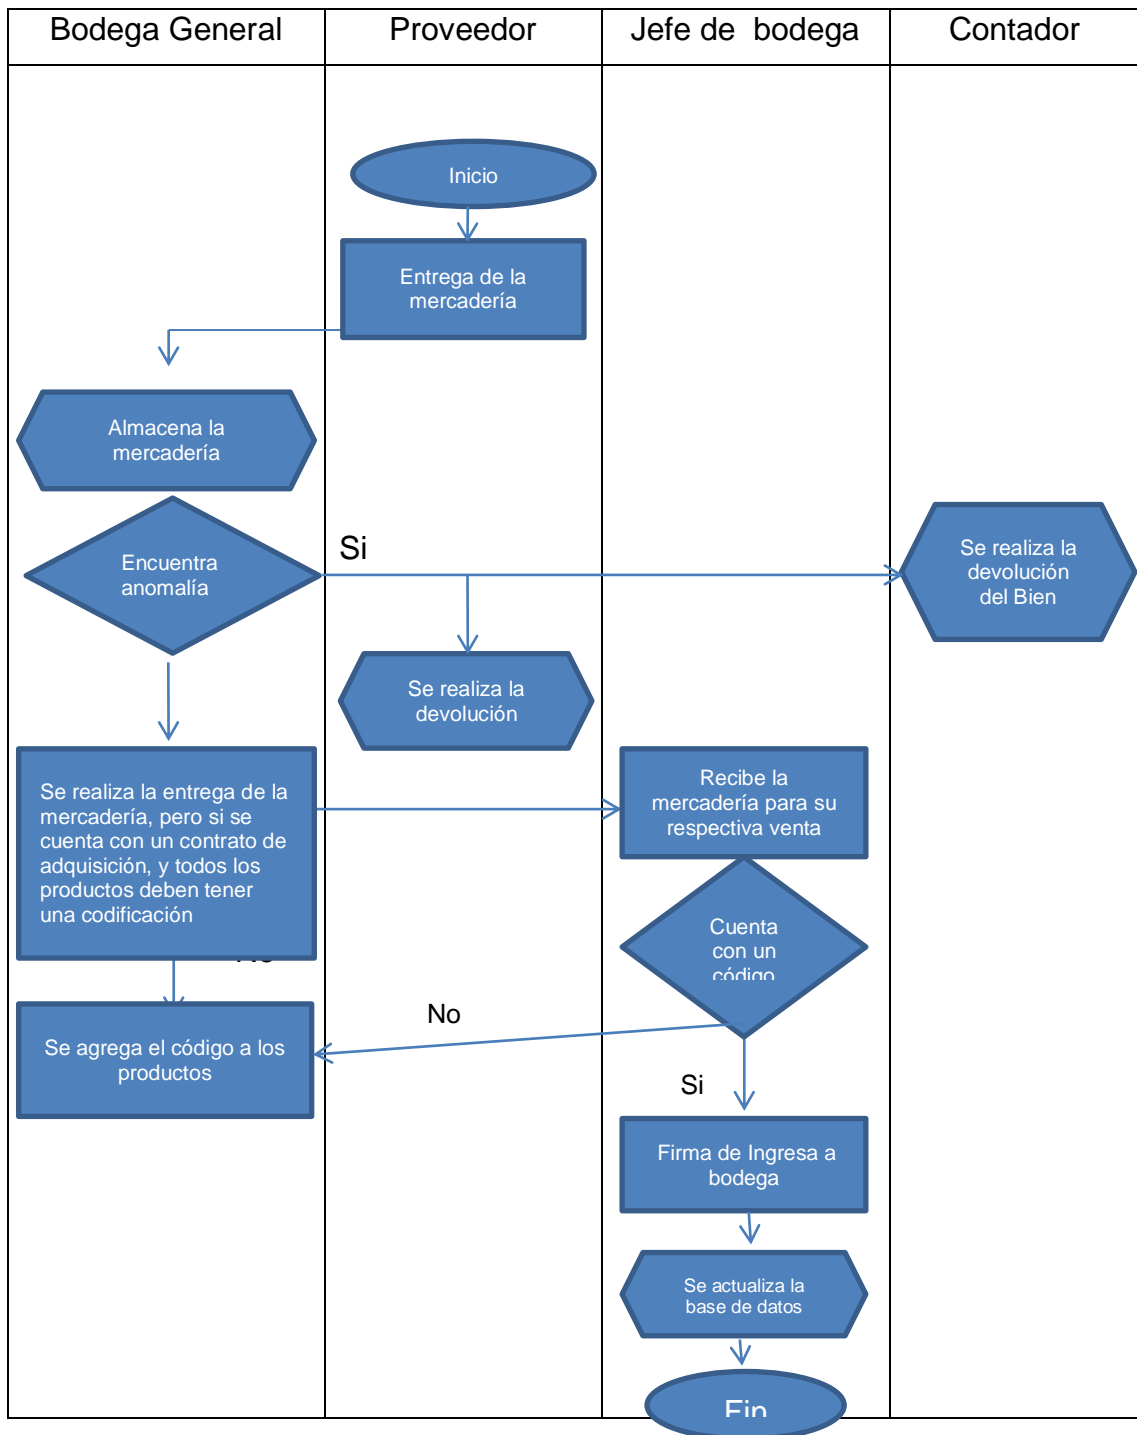 Bodega General
Proveedor
Jefe de bodega
Contador
Inicio
Entrega de la
mercadería
Almacena la
mercadería
Encuentra
anomalía
Si
Se realiza la
devolución
del Bien
Se realiza la
devolución
Se realiza la entrega de la
mercadería, pero si se
cuenta con un contrato de
adquisición, y todos los
productos deben tener
una codificación
Recibe la
mercadería para su
respectiva venta
Cuenta
con un
código
No
No
Se agrega el código a los
productos
Si
Firma de Ingresa a
bodega
Se actualiza la
base de datos
Fin